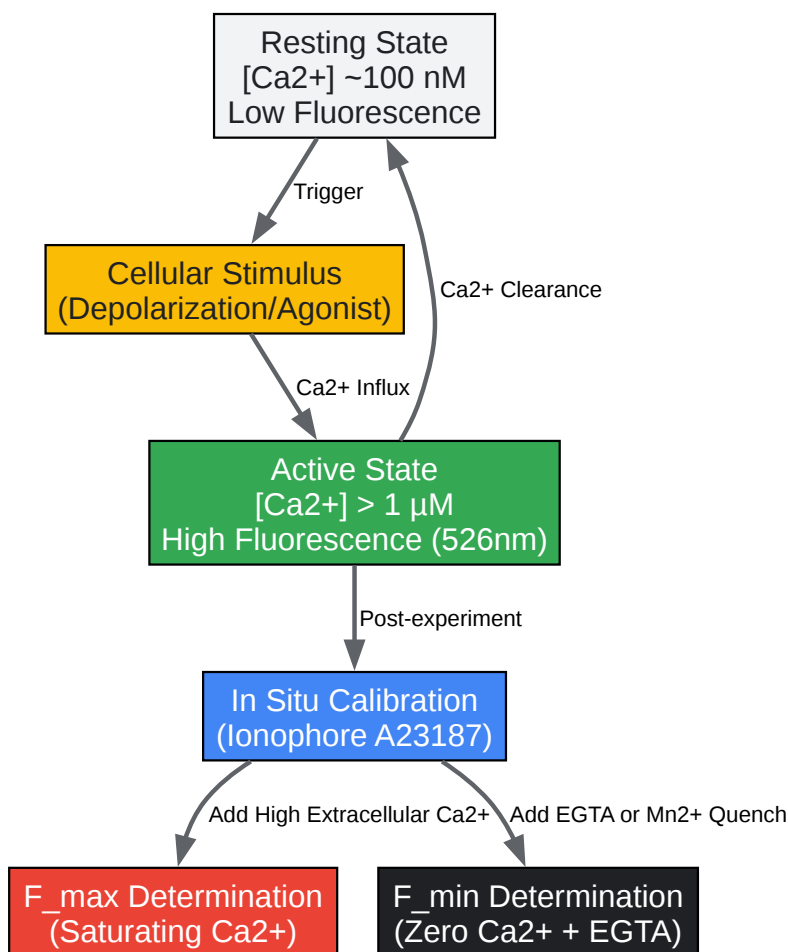 Resting State
[Ca2+] ~100 nM
Low Fluorescence
Trigger
Cellular Stimulus
(Depolarization/Agonist)
Ca2+ Clearance
Ca2+ Influx
Active State
[Ca2+] > 1 µM
High Fluorescence (526nm)
Post-experiment
In Situ Calibration
(Ionophore A23187)
Add High Extracellular Ca2+
Add EGTA or Mn2+ Quench
F_max Determination
(Saturating Ca2+)
F_min Determination
(Zero Ca2+ + EGTA)